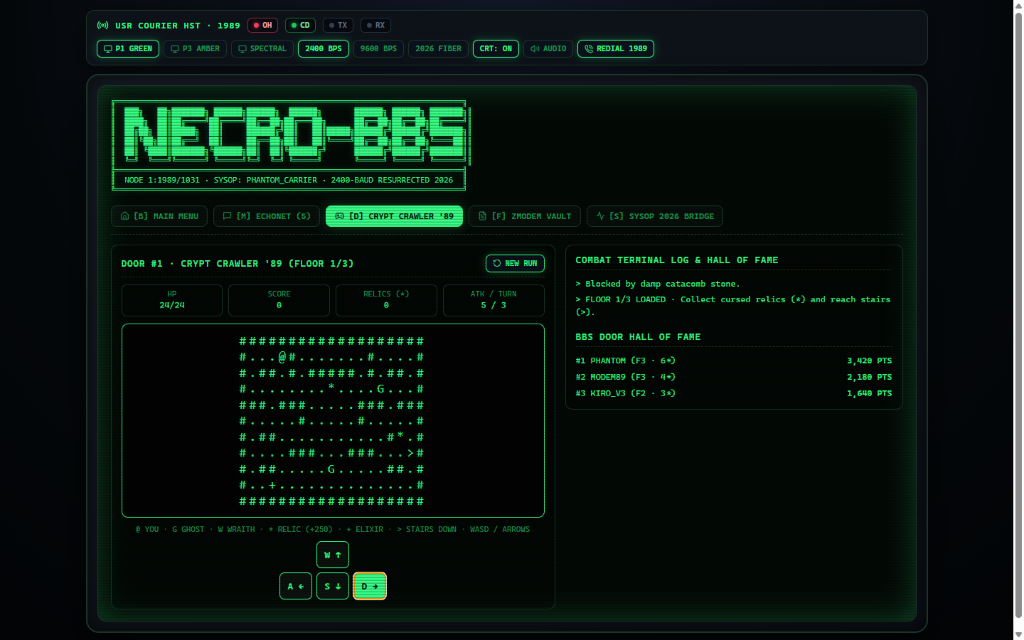 USR COURIER HST · 1989 OH CD TX RX
P1 GREEN P3 AMBER SPECTRAL 2400 BPS 9600 BPS 2026 FIBER CRT: ON AUDIO REDIAL 1989
NECRO-BBS
NODE 1:1989/1031 · SYSOP: PHANTOM_CARRIER · 2400-BAUD RESURRECTED 2026
[B] MAIN MENU [M] ECHONET (5) [D] CRYPT CRAWLER '89 [F] ZMODEM VAULT [S] SYSOP 2026 BRIDGE
DOOR #1 · CRYPT CRAWLER '89 (FLOOR 1/3) NEW RUN
HP SCORE RELICS (*) ATK / TURN
24/24 0 0 5 / 3
###################
#...@#.......#....#
#.##.#.#####.#.##.#
#........*....G...#
###.###.....###.###
#.....#.....#.....#
#.##...........#*.#
#....###...###...>#
#.##.....G.....##.#
#..+..............#
###################
@ YOU · G GHOST · W WRAITH · * RELIC (+250) · + ELIXIR · > STAIRS DOWN · WASD / ARROWS
W ↑
A ← S ↓ D →
COMBAT TERMINAL LOG & HALL OF FAME
> Blocked by damp catacomb stone.
> FLOOR 1/3 LOADED · Collect cursed relics (*) and reach stairs
(>).
BBS DOOR HALL OF FAME
#1 PHANTOM (F3 · 6*) 3,420 PTS
#2 MODEM89 (F3 · 4*) 2,180 PTS
#3 KIRO_V3 (F2 · 3*) 1,640 PTS